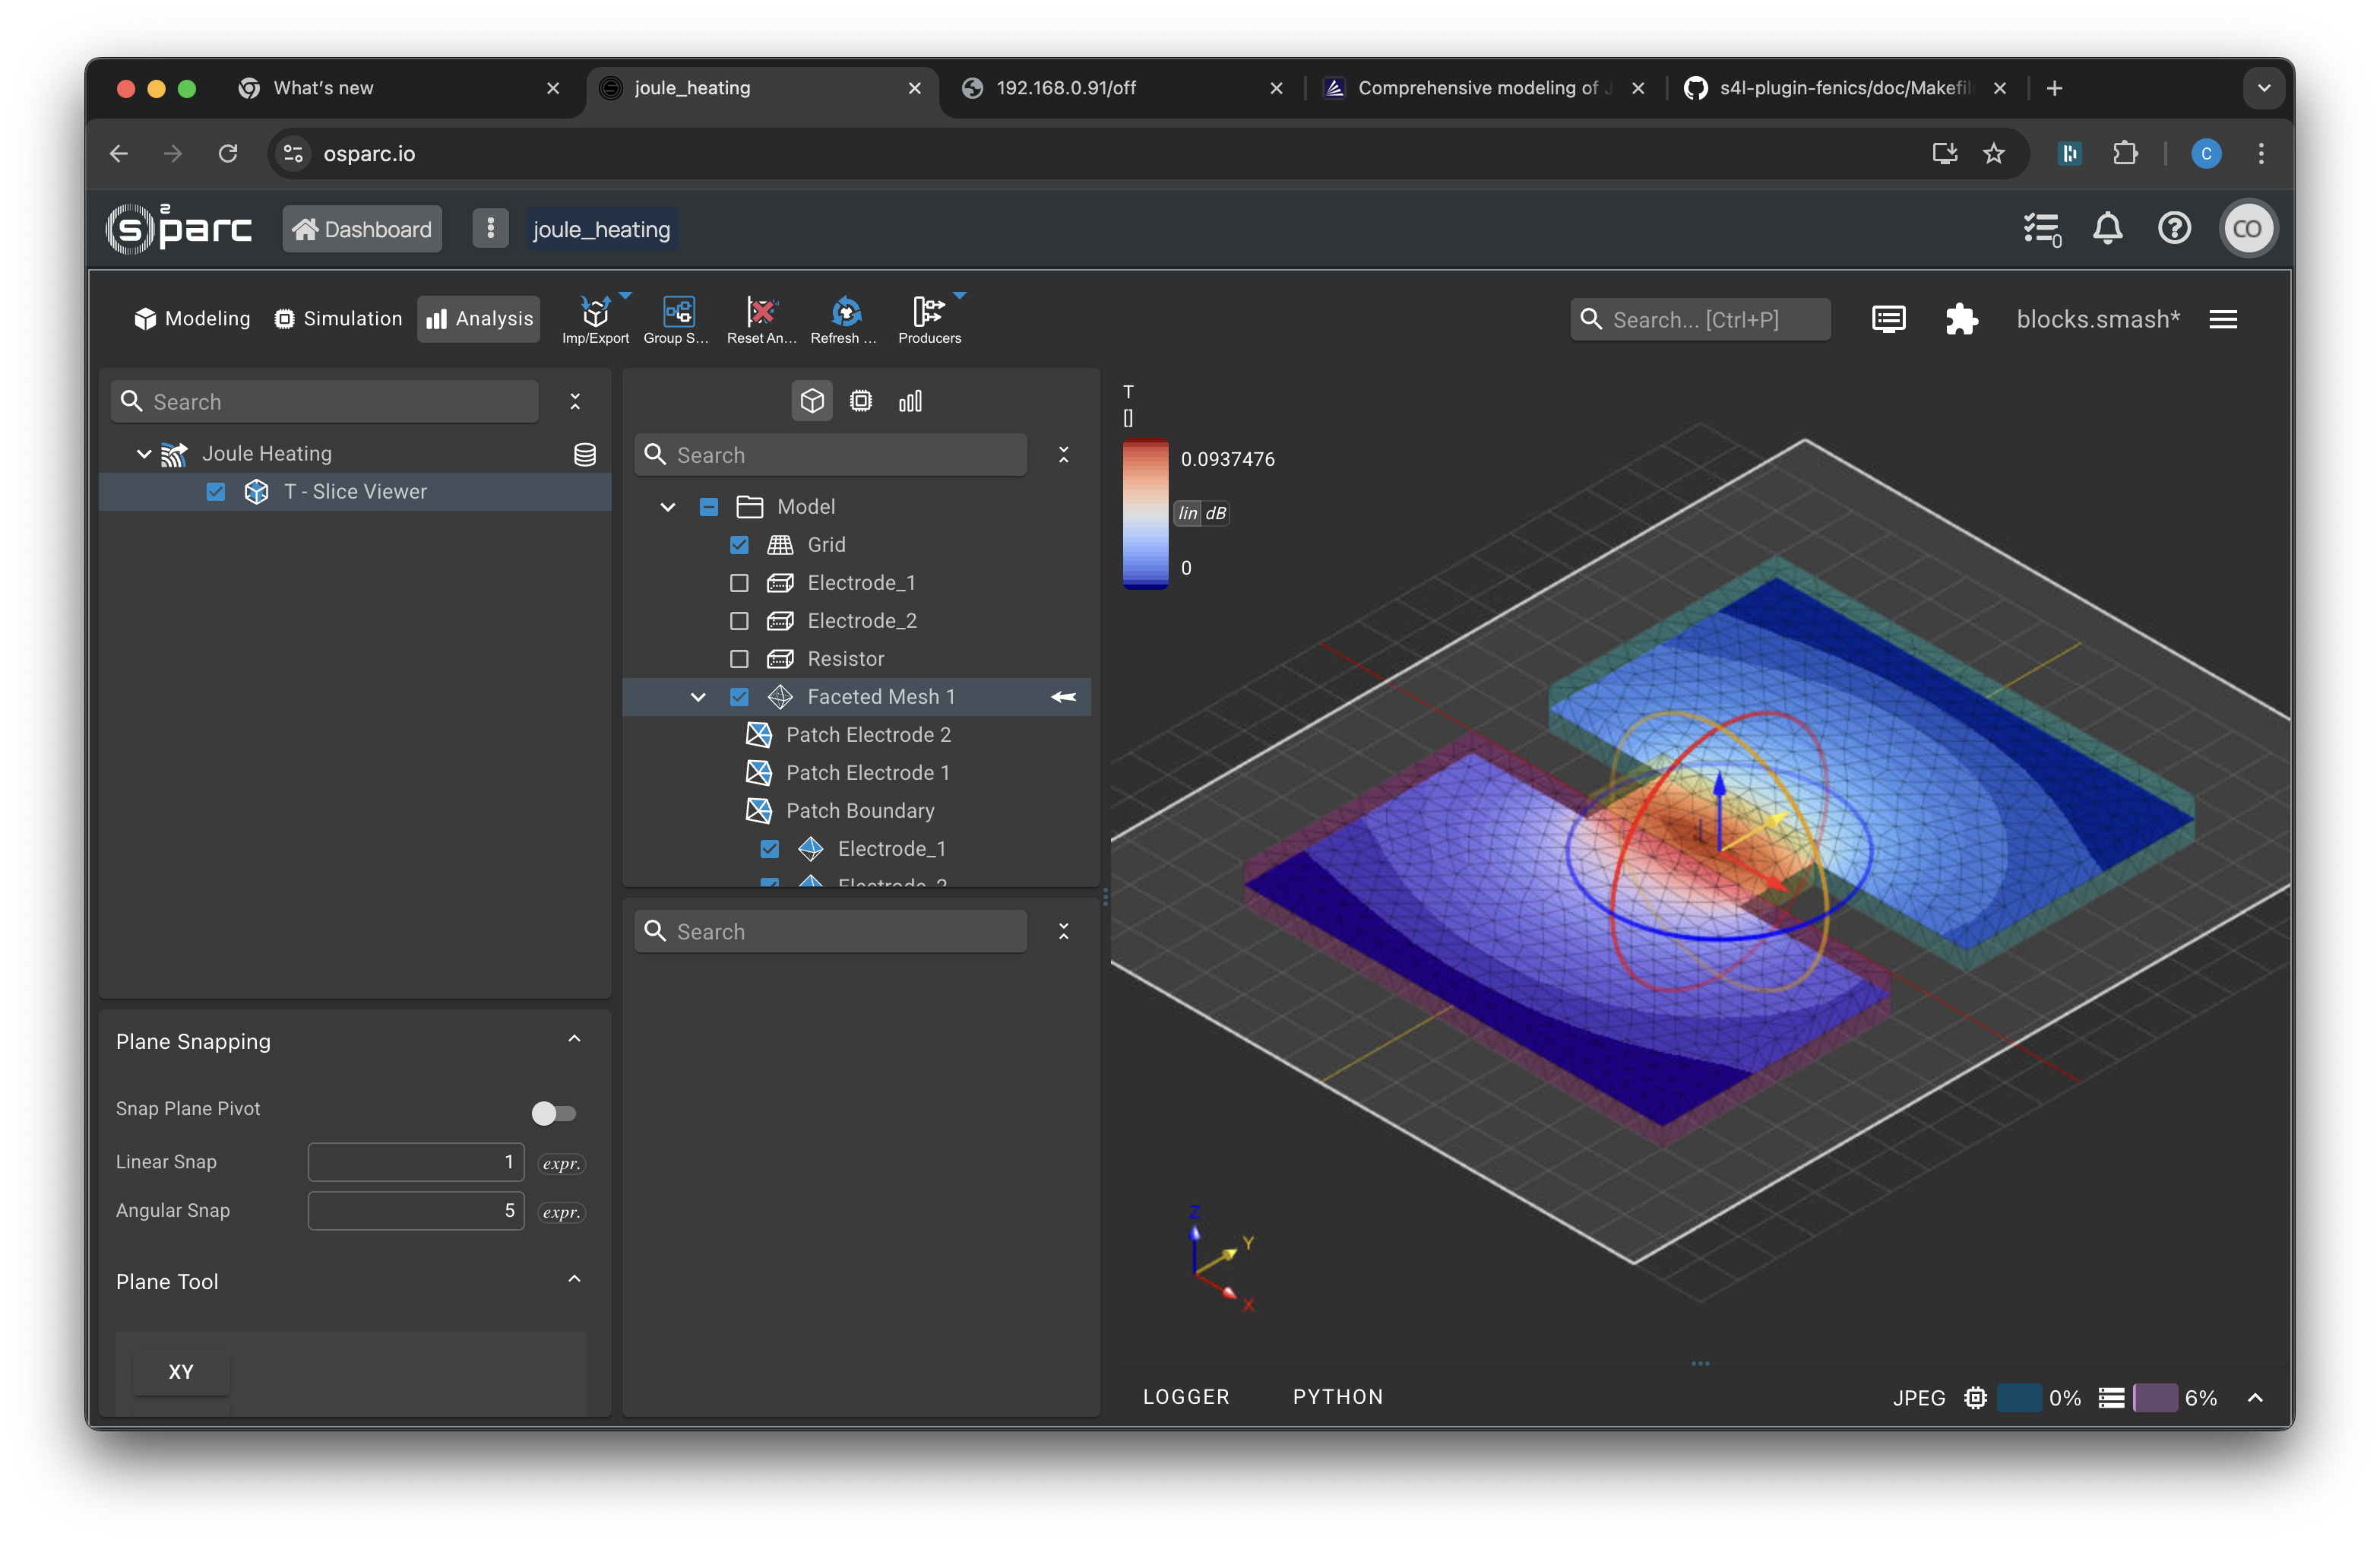 What's new
joule_heating
192.168.0.91/off
Comprehensive modeling of J
s4l-plugin-fenics/doc/Makefil
osparc.io
C
s2parc
Dashboard
joule_heating
0
CO
Modeling
Simulation
Analysis
Imp/Export
Group S...
Reset An...
Refresh ...
Producers
Search... [Ctrl+P]
blocks.smash*
Search
Joule Heating
T - Slice Viewer
Plane Snapping
Snap Plane Pivot
Linear Snap
1
expr.
Angular Snap
5
expr.
Plane Tool
XY
Search
Model
Grid
Electrode_1
Electrode_2
Resistor
Faceted Mesh 1
Patch Electrode 2
Patch Electrode 1
Patch Boundary
Electrode_1
Electrode_2
Search
T
[]
0.0937476
lin dB
0
Z
Y
X
LOGGER
PYTHON
JPEG
0%
6%